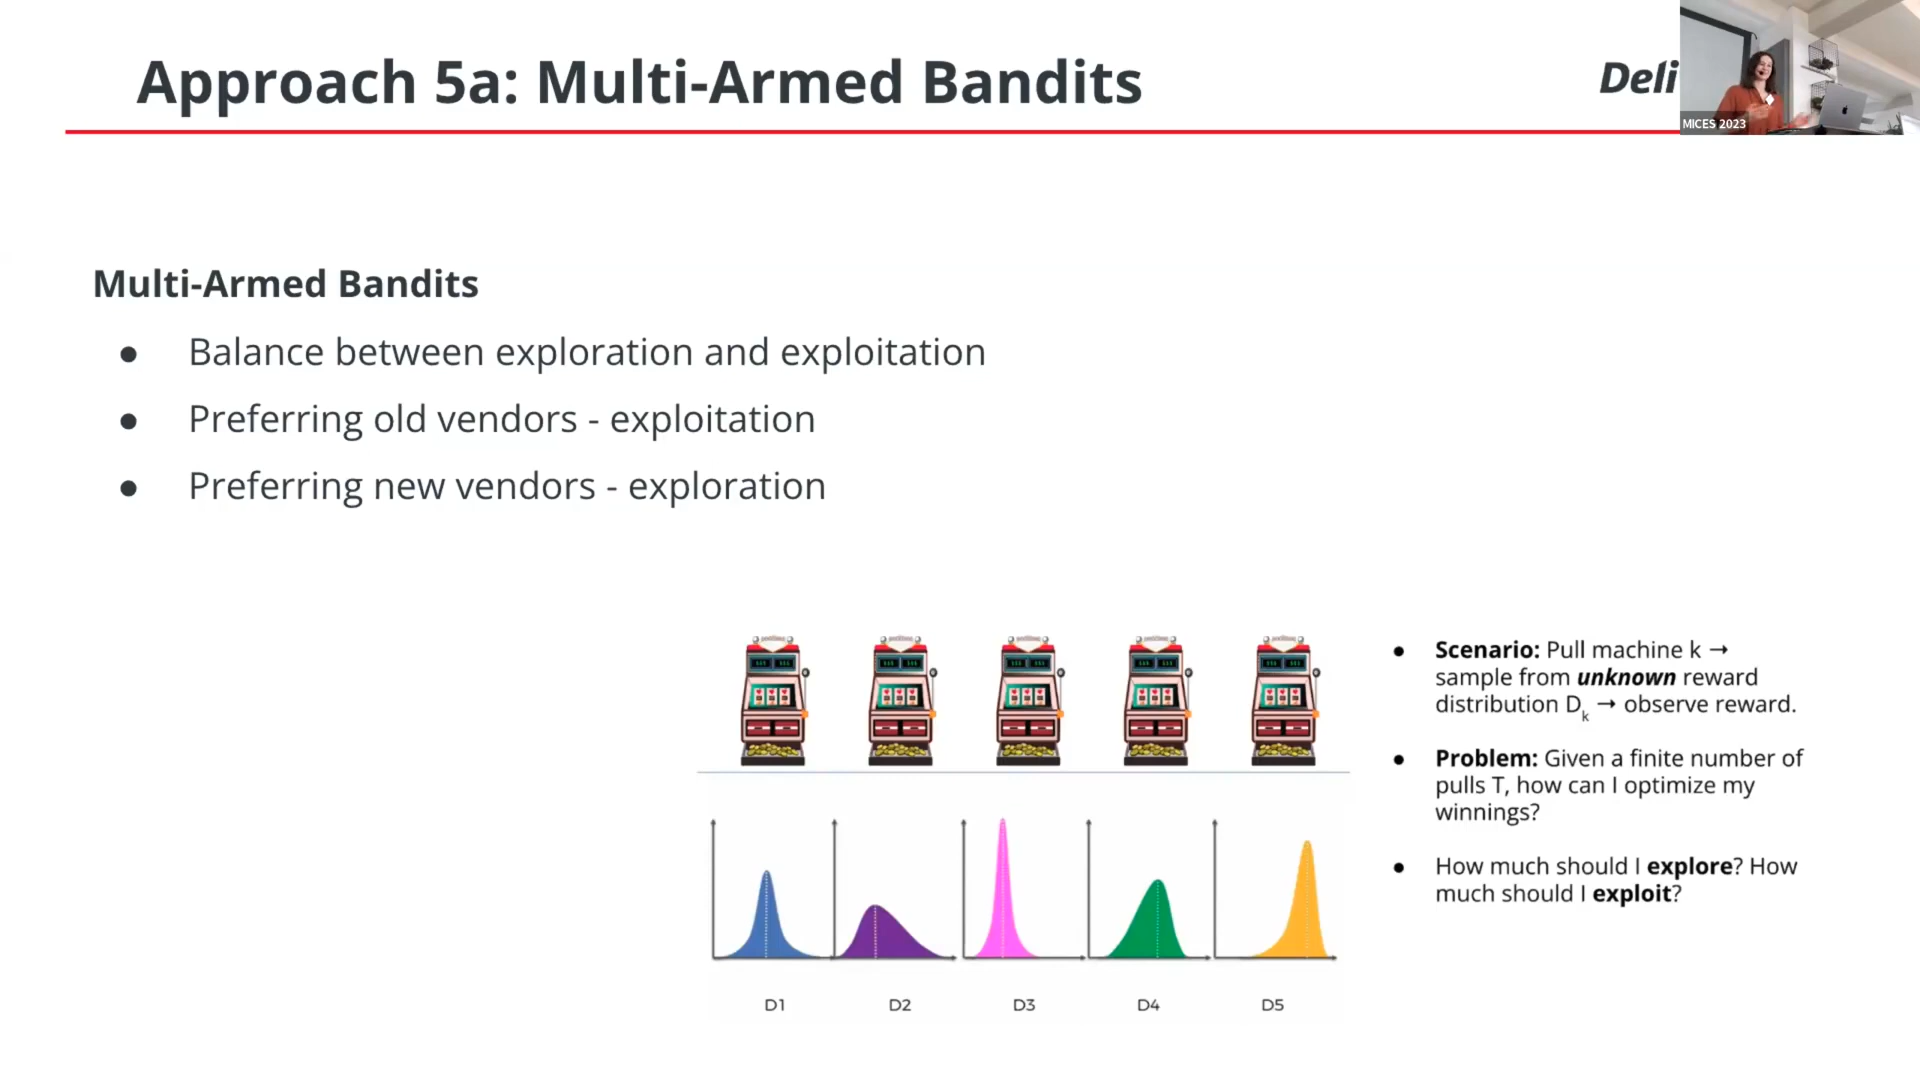 Approach 5a: Multi-Armed Bandits
Deli
MICES 2023
Multi-Armed Bandits
● Balance between exploration and exploitation
● Preferring old vendors - exploitation
● Preferring new vendors - exploration
● Scenario: Pull machine k →
sample from unknown reward
distribution Dk → observe reward.
● Problem: Given a finite number of
pulls T, how can I optimize my
winnings?
● How much should I explore? How
much should I exploit?
D1 D2 D3 D4 D5